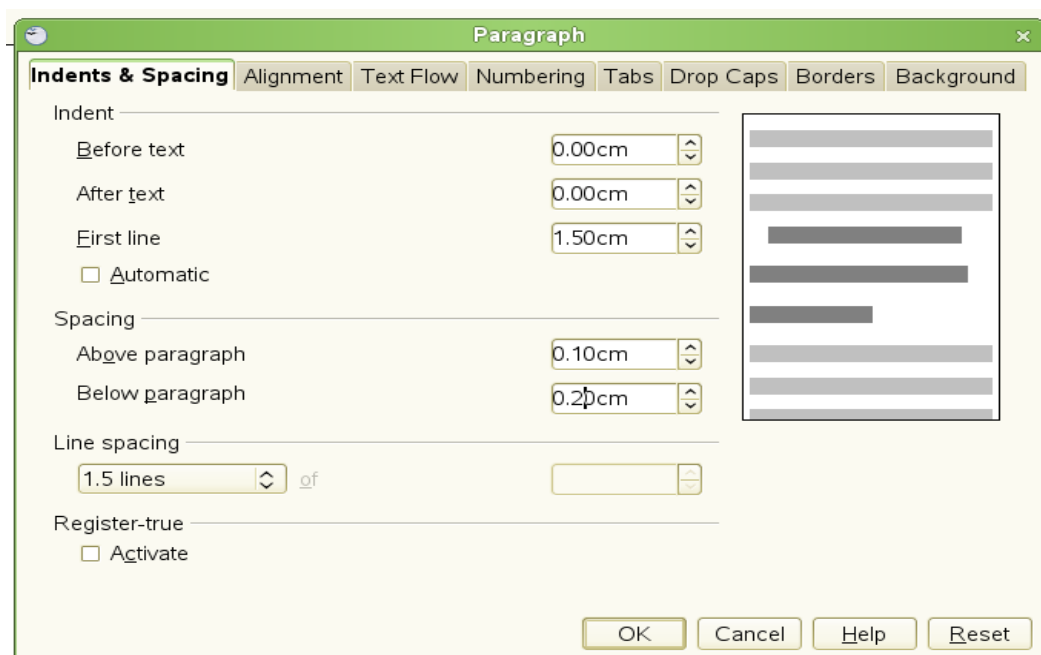 Paragraph
Indents & Spacing Alignment Text Flow Numbering Tabs Drop Caps Borders Background
Indent
Before text 0.00cm
After text 0.00cm
First line 1.50cm
Automatic
Spacing
Above paragraph 0.10cm
Below paragraph 0.20cm
Line spacing
1.5 lines of
Register-true
Activate
OK Cancel Help Reset